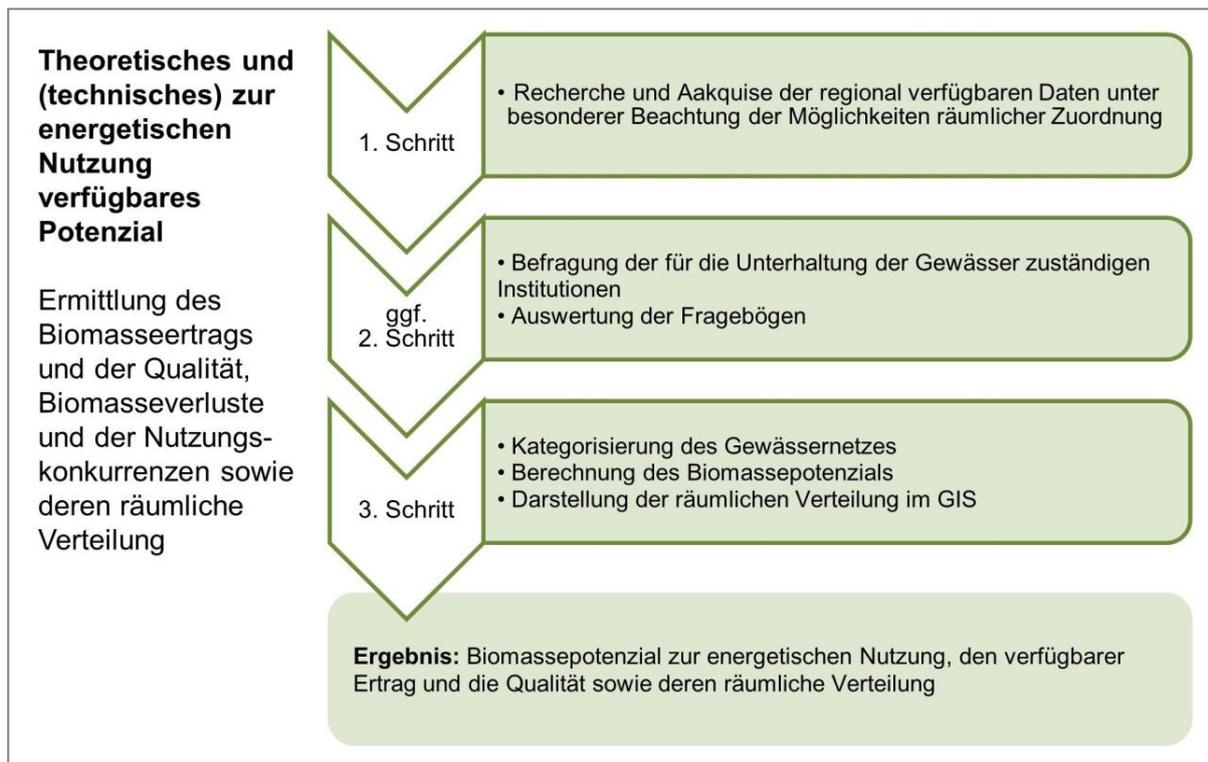 Theoretisches und
(technisches) zur
energetischen
Nutzung
verfügbares
Potenzial
Ermittlung des
Biomasseertrags
und der Qualität,
Biomasseverluste
und der Nutzungs-
konkurrenzen sowie
deren räumliche
Verteilung
1. Schritt
• Recherche und Aakquise der regional verfügbaren Daten unter
besonderer Beachtung der Möglichkeiten räumlicher Zuordnung
ggf.
2. Schritt
• Befragung der für die Unterhaltung der Gewässer zuständigen
Institutionen
• Auswertung der Fragebögen
3. Schritt
• Kategorisierung des Gewässernetzes
• Berechnung des Biomassepotenzials
• Darstellung der räumlichen Verteilung im GIS
Ergebnis: Biomassepotenzial zur energetischen Nutzung, den verfügbarer
Ertrag und die Qualität sowie deren räumliche Verteilung